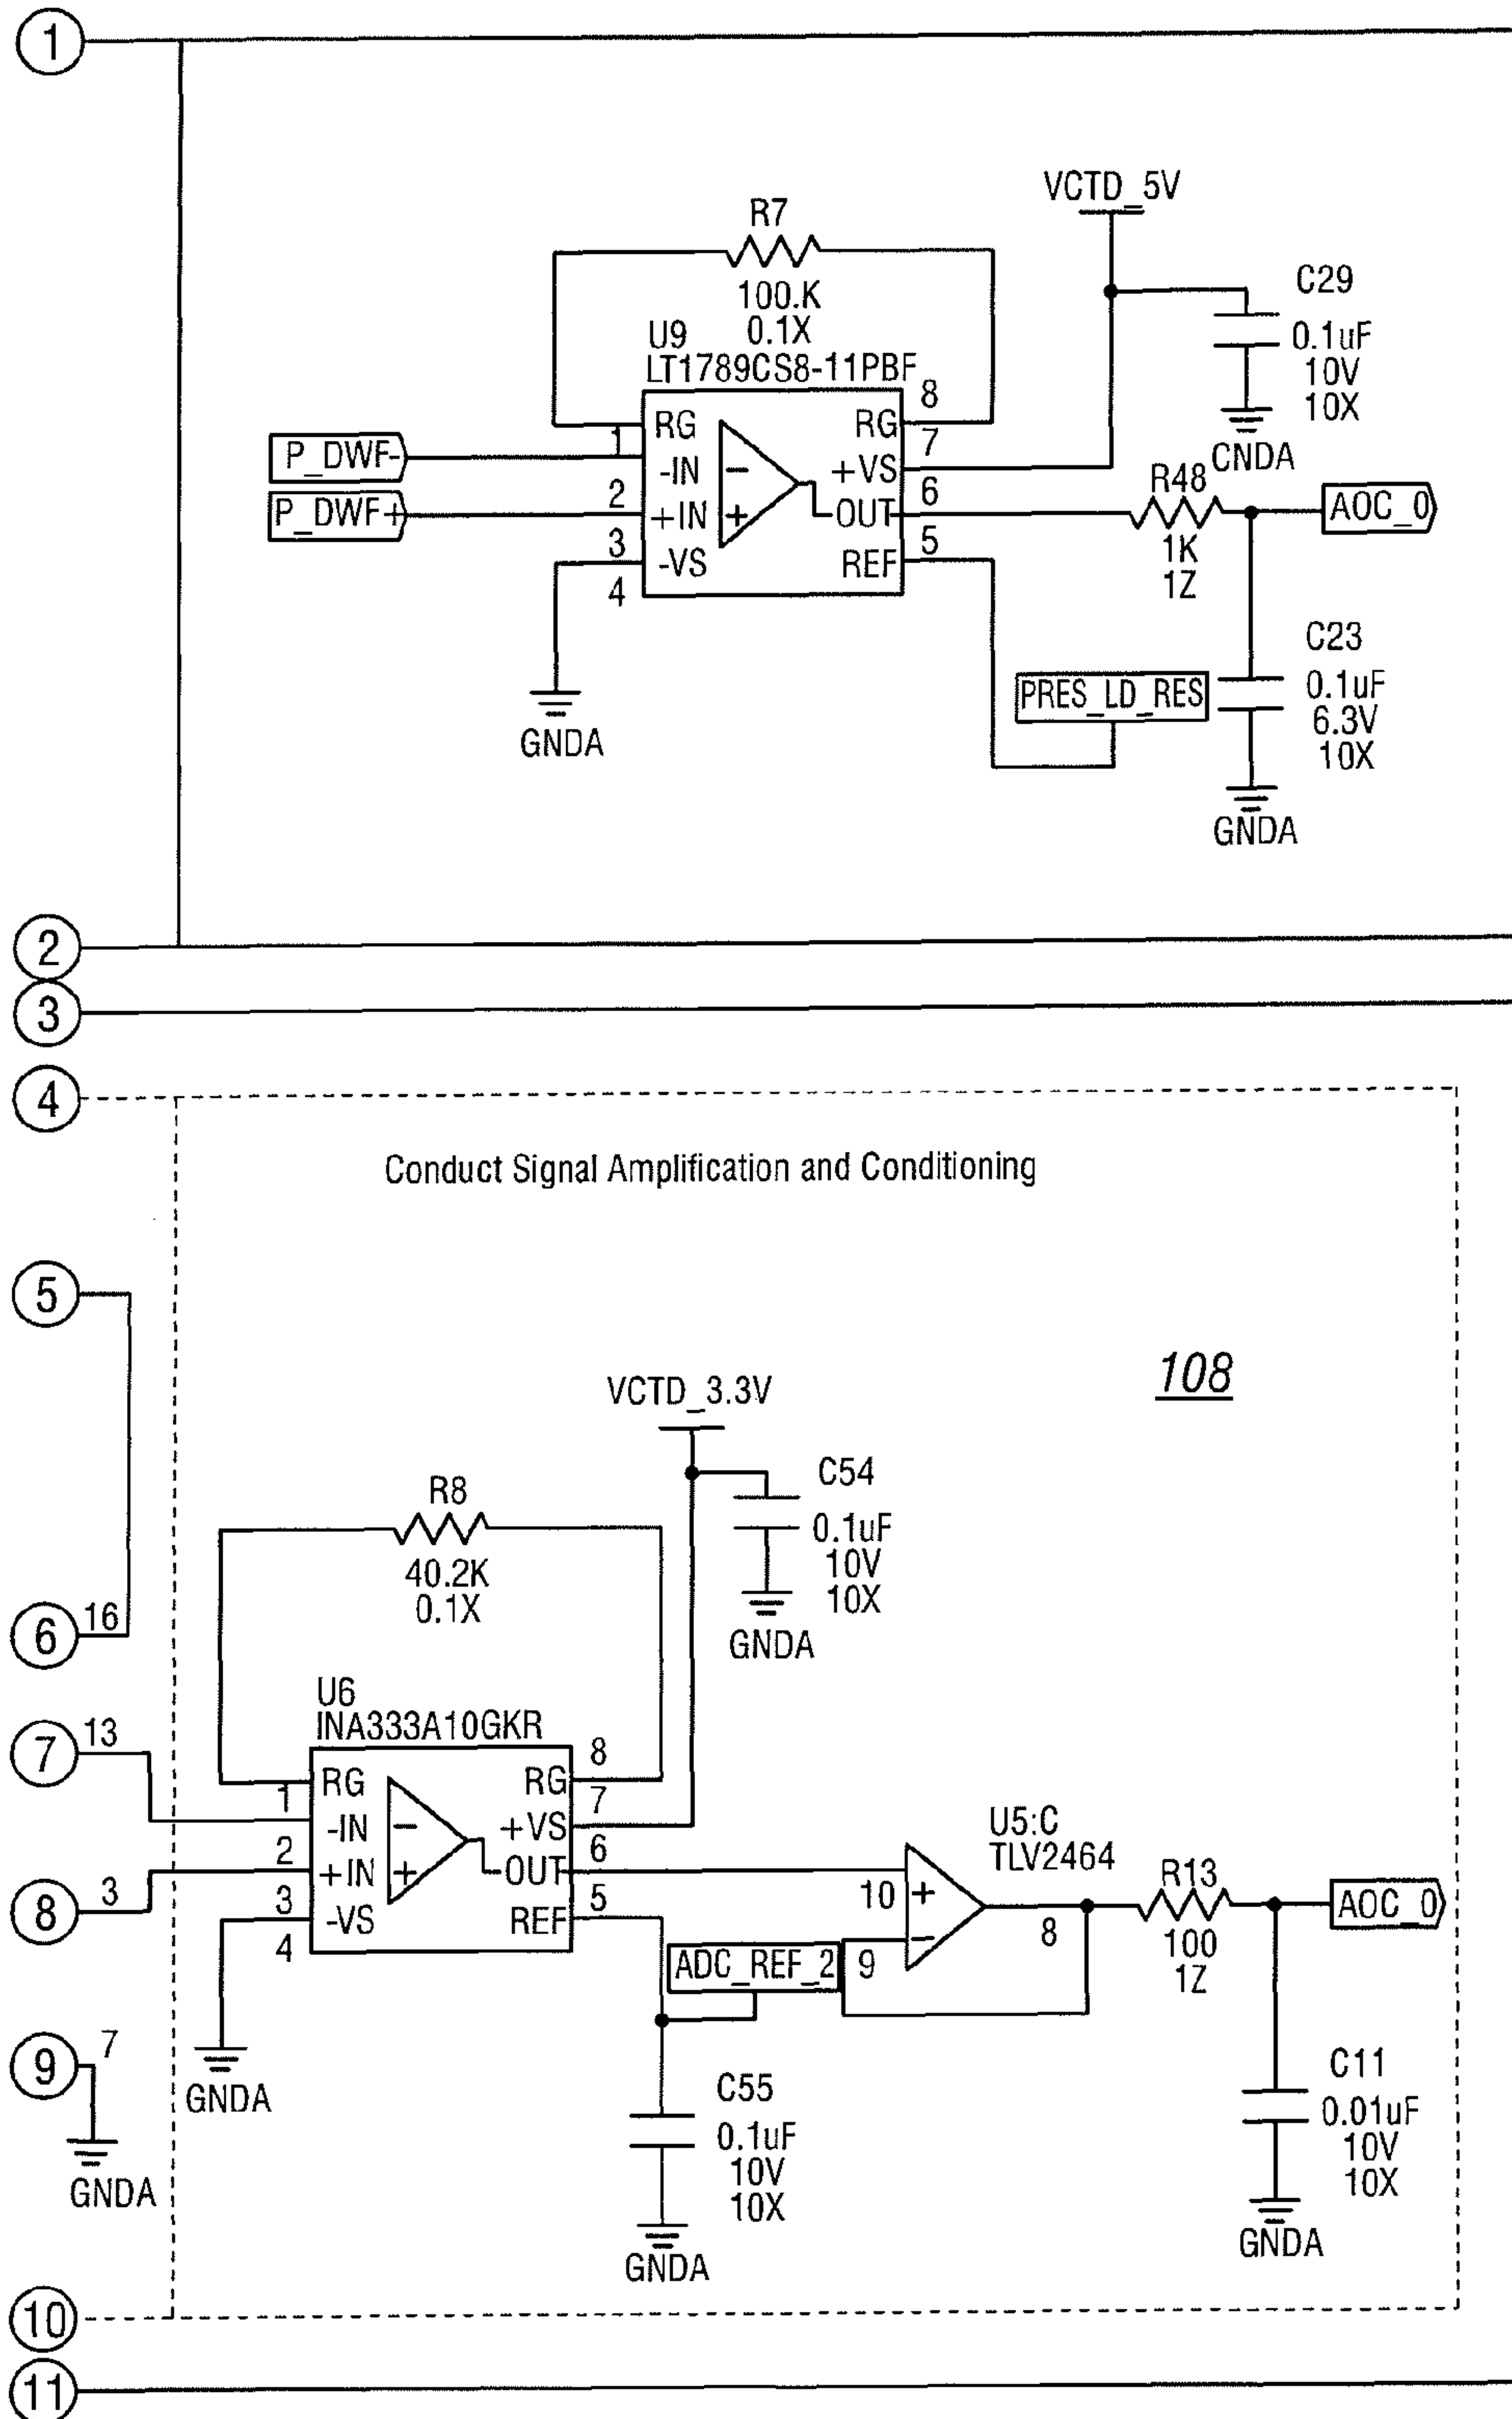 1
VCTD_5V
R7
100.K
0.1X
C29
0.1uF
10V
10X
CNDA
U9
LT1789CS8-11PBF
8
RG
RG
1
7
P_DWF-
-IN
-
+VS
R48
2
6
P_DWF+
+IN
+
OUT
AOC_0
3
5
1K
1Z
-VS
REF
4
C23
0.1uF
6.3V
10X
PRES_LD_RES
GNDA
GNDA
2
3
4
Conduct Signal Amplification and Conditioning
5
108
VCTD_3.3V
R8
40.2K
0.1X
C54
0.1uF
10V
10X
GNDA
6
16
U6
INA333A10GKR
7
13
8
RG
RG
1
7
-IN
-
+VS
U5:C
TLV2464
2
6
+IN
+
OUT
10
+
R13
8
3
3
5
-VS
REF
AOC_0
4
ADC_REF_2
9
-
8
100
1Z
9
7
GNDA
C55
0.1uF
10V
10X
C11
0.01uF
10V
10X
GNDA
GNDA
GNDA
10
11